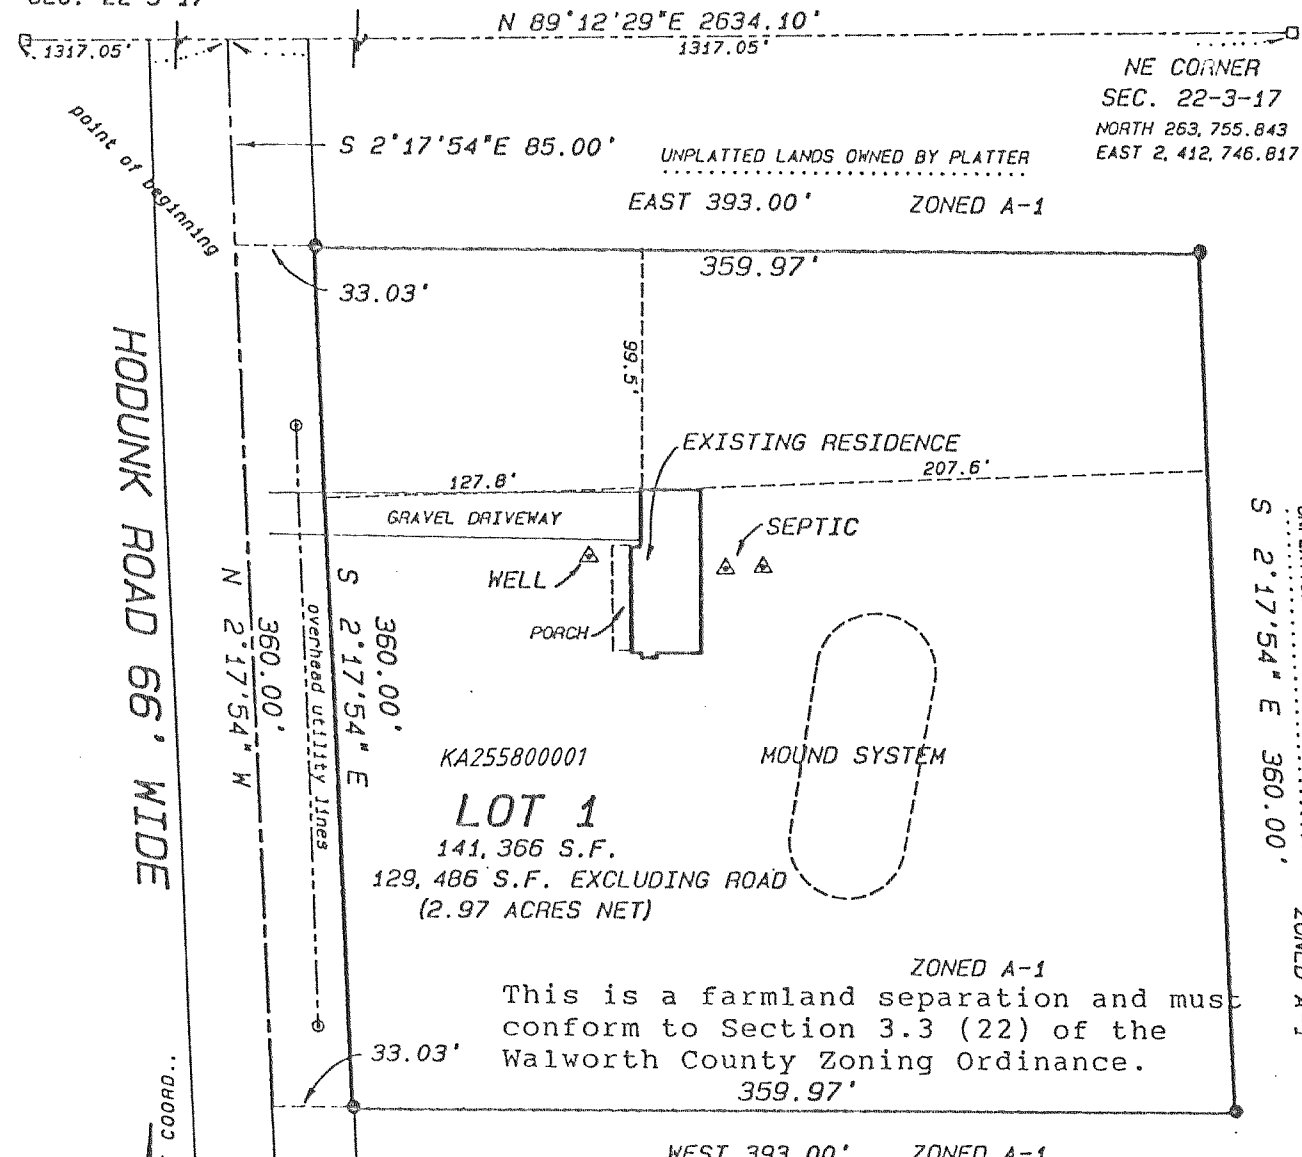 N 89°12'29"E 2634.10'
1317.05'
1317.05'
NE CORNER
SEC. 22-3-17
NORTH 263,755.843
EAST 2,412,746.817
point of beginning
S 2°17'54"E 85.00'
UNPLATTED LANDS OWNED BY PLATTER
EAST 393.00'
ZONED A-1
359.97'
33.03'
99.5'
HODUNK ROAD 66' WIDE
EXISTING RESIDENCE
127.8'
207.6'
GRAVEL DRIVEWAY
SEPTIC
WELL
PORCH
N 2°17'54" W
360.00'
overhead utility lines
S 2°17'54" E
360.00'
S 2°17'54" E 360.00'
KA255800001
MOUND SYSTEM
LOT 1
141,366 S.F.
129,486 S.F. EXCLUDING ROAD
(2.97 ACRES NET)
ZONED A-1
ZONED A-1
This is a farmland separation and must
conform to Section 3.3 (22) of the
Walworth County Zoning Ordinance.
33.03'
359.97'
COORD..
WEST 393.00'
ZONED A-1